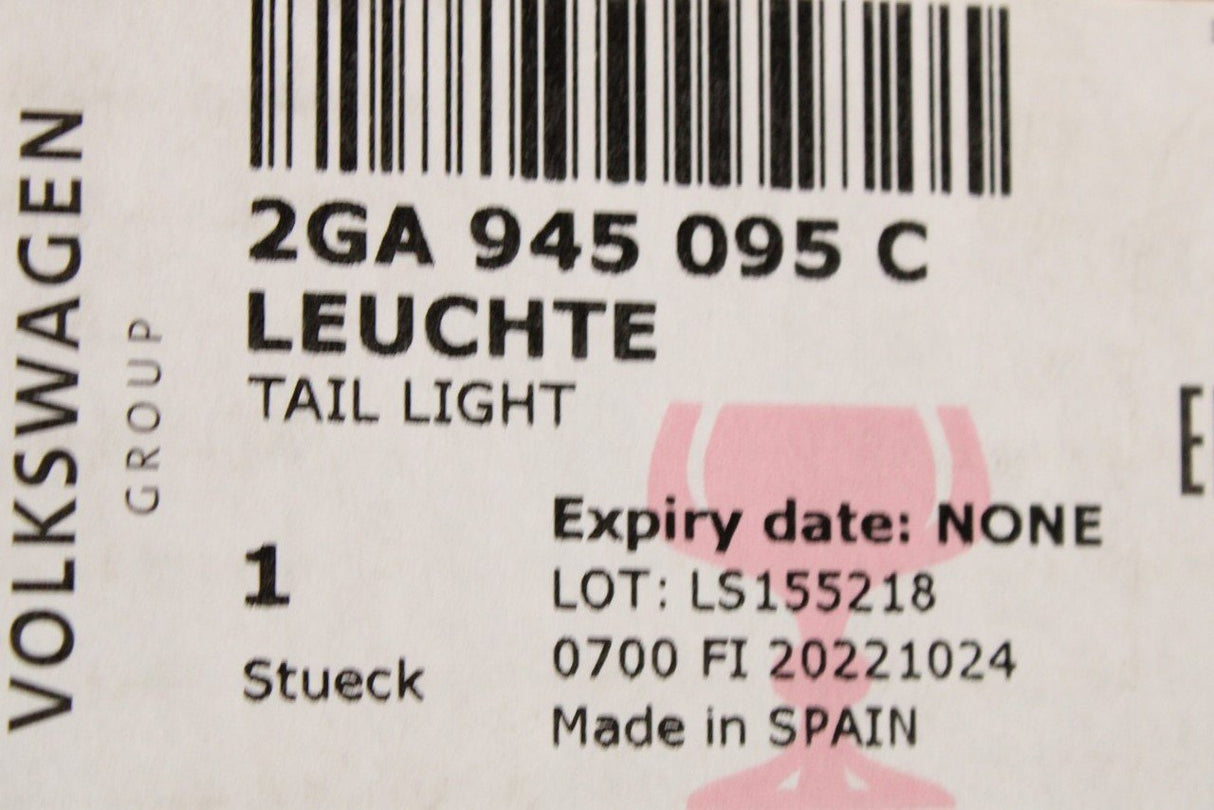 VOLKSWAGEN
GROUP
2GA 945 095 C
LEUCHTE
TAIL LIGHT
1
Stueck
Expiry date: NONE
LOT: LS155218
0700 FI 20221024
Made in SPAIN